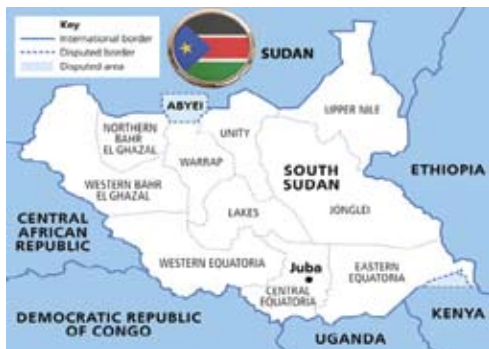 Key
International border
Disputed border
Disputed area
SUDAN
ABYEI
UPPER NILE
NORTHERN
BAHR
EL GHAZAL
UNITY
WARRAP
SOUTH
SUDAN
ETHIOPIA
WESTERN BAHR
EL GHAZAL
LAKES
JONGLEI
CENTRAL
AFRICAN
REPUBLIC
WESTERN EQUATORIA
Juba
EASTERN
EQUATORIA
CENTRAL
EQUATORIA
KENYA
DEMOCRATIC REPUBLIC
OF CONGO
UGANDA